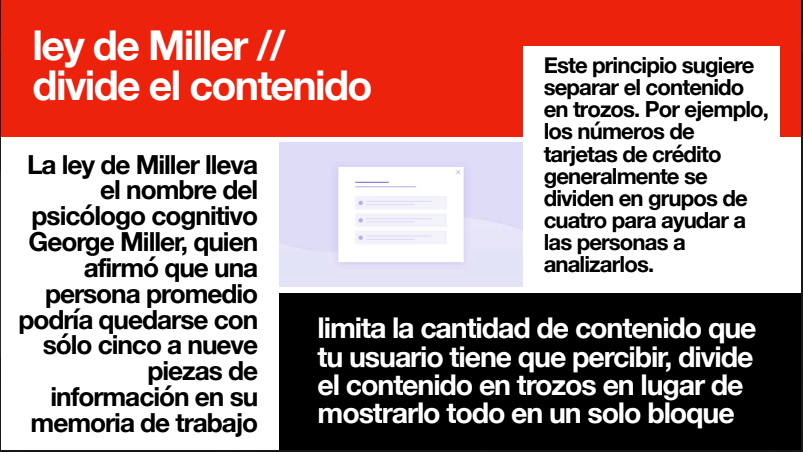 ley de Miller //
divide el contenido
La ley de Miller lleva
el nombre del
psicólogo cognitivo
George Miller, quien
afirmó que una
persona promedio
podría quedarse con
sólo cinco a nueve
piezas de
información en su
memoria de trabajo
Este principio sugiere
separar el contenido
en trozos. Por ejemplo,
los números de
tarjetas de crédito
generalmente se
dividen en grupos de
cuatro para ayudar a
las personas a
analizarlos.
limita la cantidad de contenido que
tu usuario tiene que percibir, divide
el contenido en trozos en lugar de
mostrarlo todo en un solo bloque